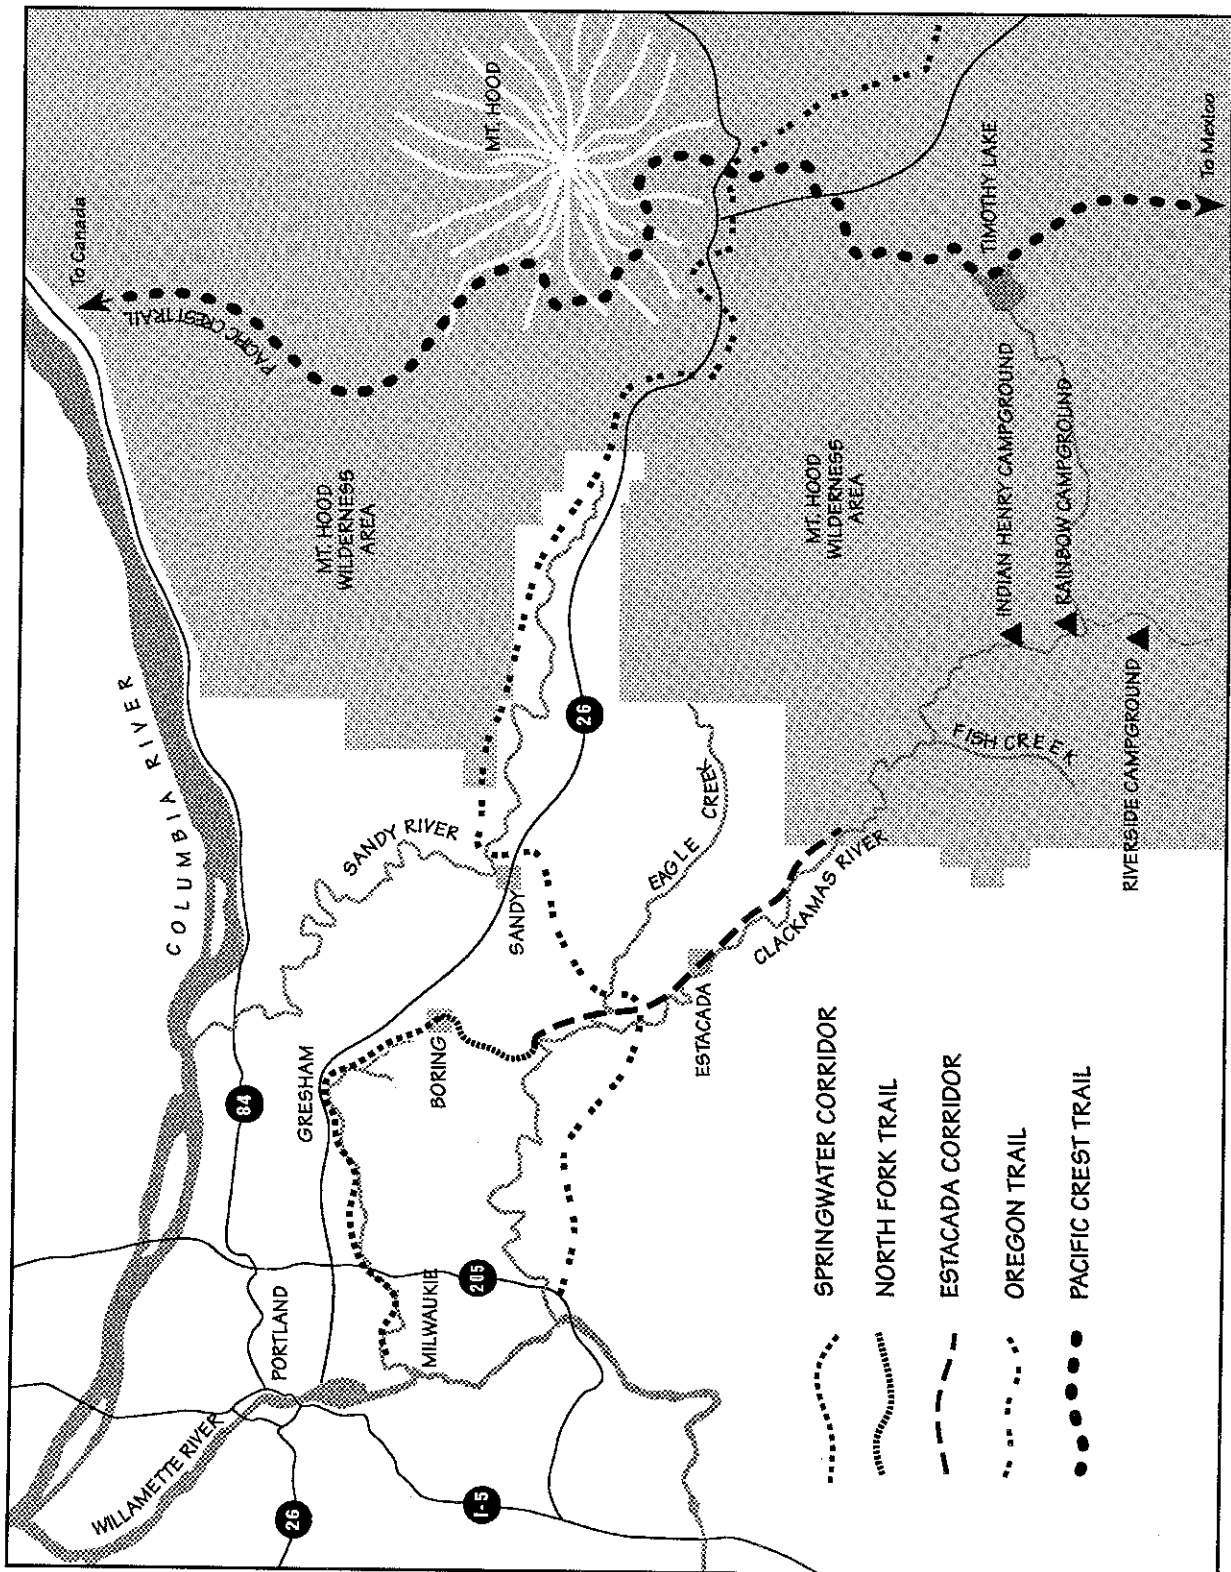 To Canada
PACIFIC CREST TRAIL
MT. HOOD
COLUMBIA RIVER
MT. HOOD
WILDERNESS
AREA
84
GRESHAM
SANDY RIVER
PORTLAND
WILLAMETTE RIVER
26
MILWAUKIE
205
I-5
BORING
SANDY
26
EAGLE CREEK
ESTACADA
CLACKAMAS RIVER
FISH CREEK
MT. HOOD
WILDERNESS
AREA
TIMOTHY LAKE
INDIAN HENRY CAMPGROUND
RAINBOW CAMPGROUND
RIVERSIDE CAMPGROUND
To Mexico
SPRINGWATER CORRIDOR
NORTH FORK TRAIL
ESTACADA CORRIDOR
OREGON TRAIL
PACIFIC CREST TRAIL